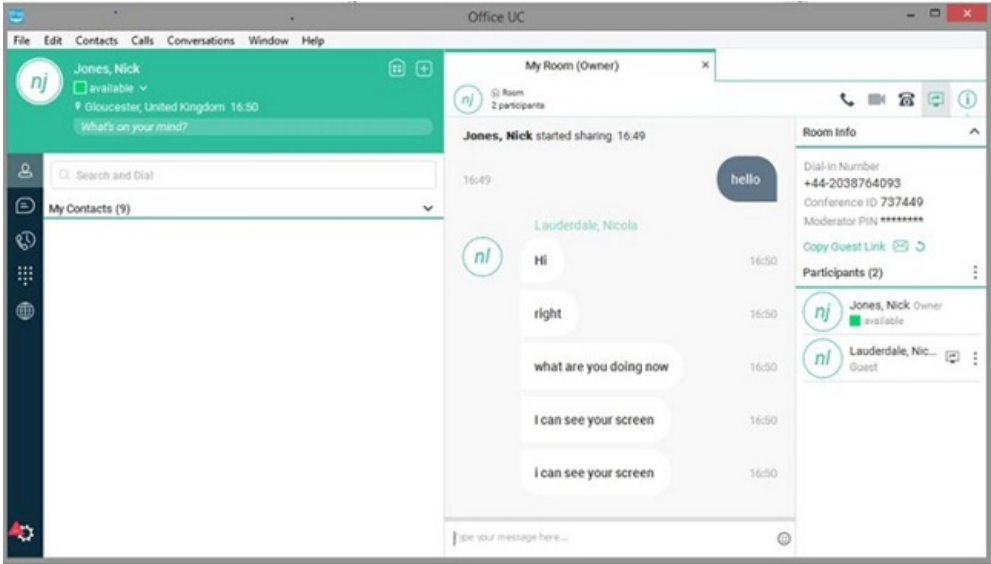 Office UC
File Edit Contacts Calls Conversations Window Help
nj
Jones, Nick
available
Gloucester, United Kingdom 16:50
What's on your mind?
Search and Dial
My Contacts (9)
My Room (Owner)
nj
Room
2 participants
Jones, Nick started sharing. 16:49
16:49 hello
Lauderdale, Nicola
nl
Hi 16:50
right 16:50
what are you doing now 16:50
I can see your screen 16:50
i can see your screen 16:50
Type your message here...
Room Info
Dial-in Number
+44-2038764093
Conference ID 737449
Moderator PIN ********
Copy Guest Link
Participants (2)
nj
Jones, Nick Owner
available
nl
Lauderdale, Nic...
Guest